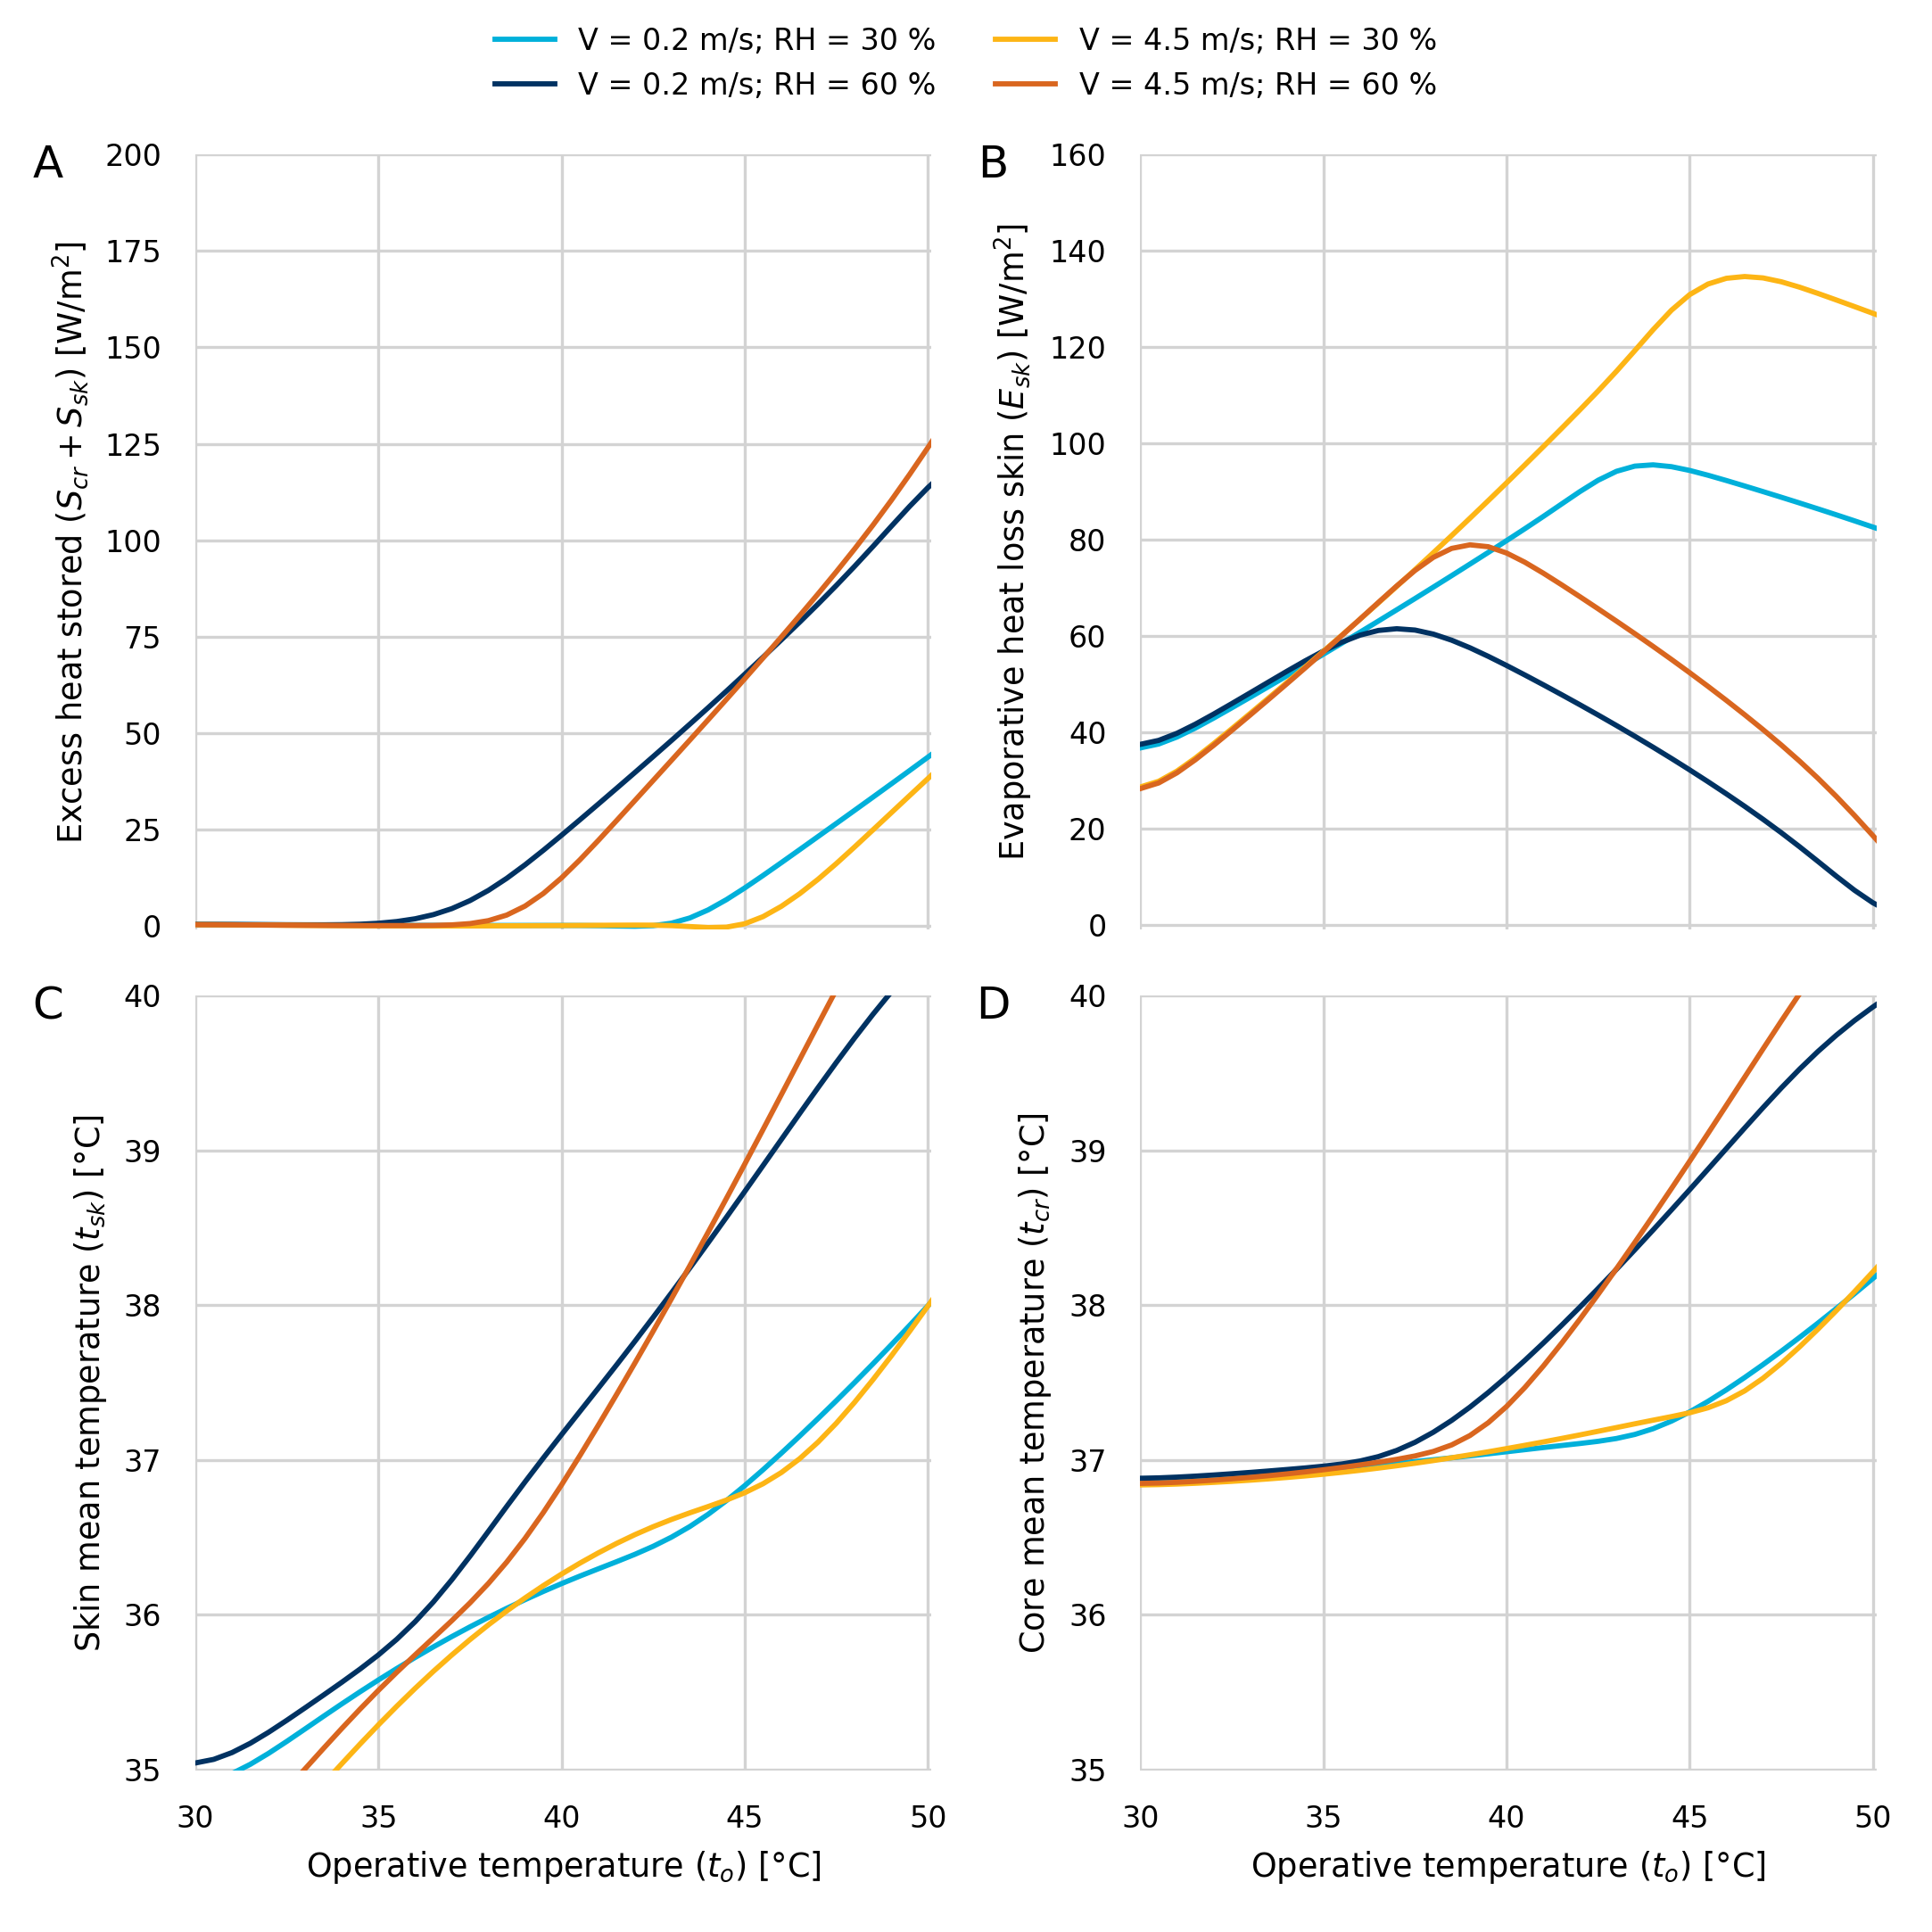 V = 0.2 m/s; RH = 30 %
V = 0.2 m/s; RH = 60 %
V = 4.5 m/s; RH = 30 %
V = 4.5 m/s; RH = 60 %
A
200
175
150
125
100
75
50
25
0
Excess heat stored (S_cr + S_sk) [W/m²]
B
160
140
120
100
80
60
40
20
0
Evaporative heat loss skin (E_sk) [W/m²]
C
40
39
38
37
36
35
Skin mean temperature (t_sk) [°C]
30 35 40 45 50
Operative temperature (t_o) [°C]
D
40
39
38
37
36
35
Core mean temperature (t_cr) [°C]
30 35 40 45 50
Operative temperature (t_o) [°C]